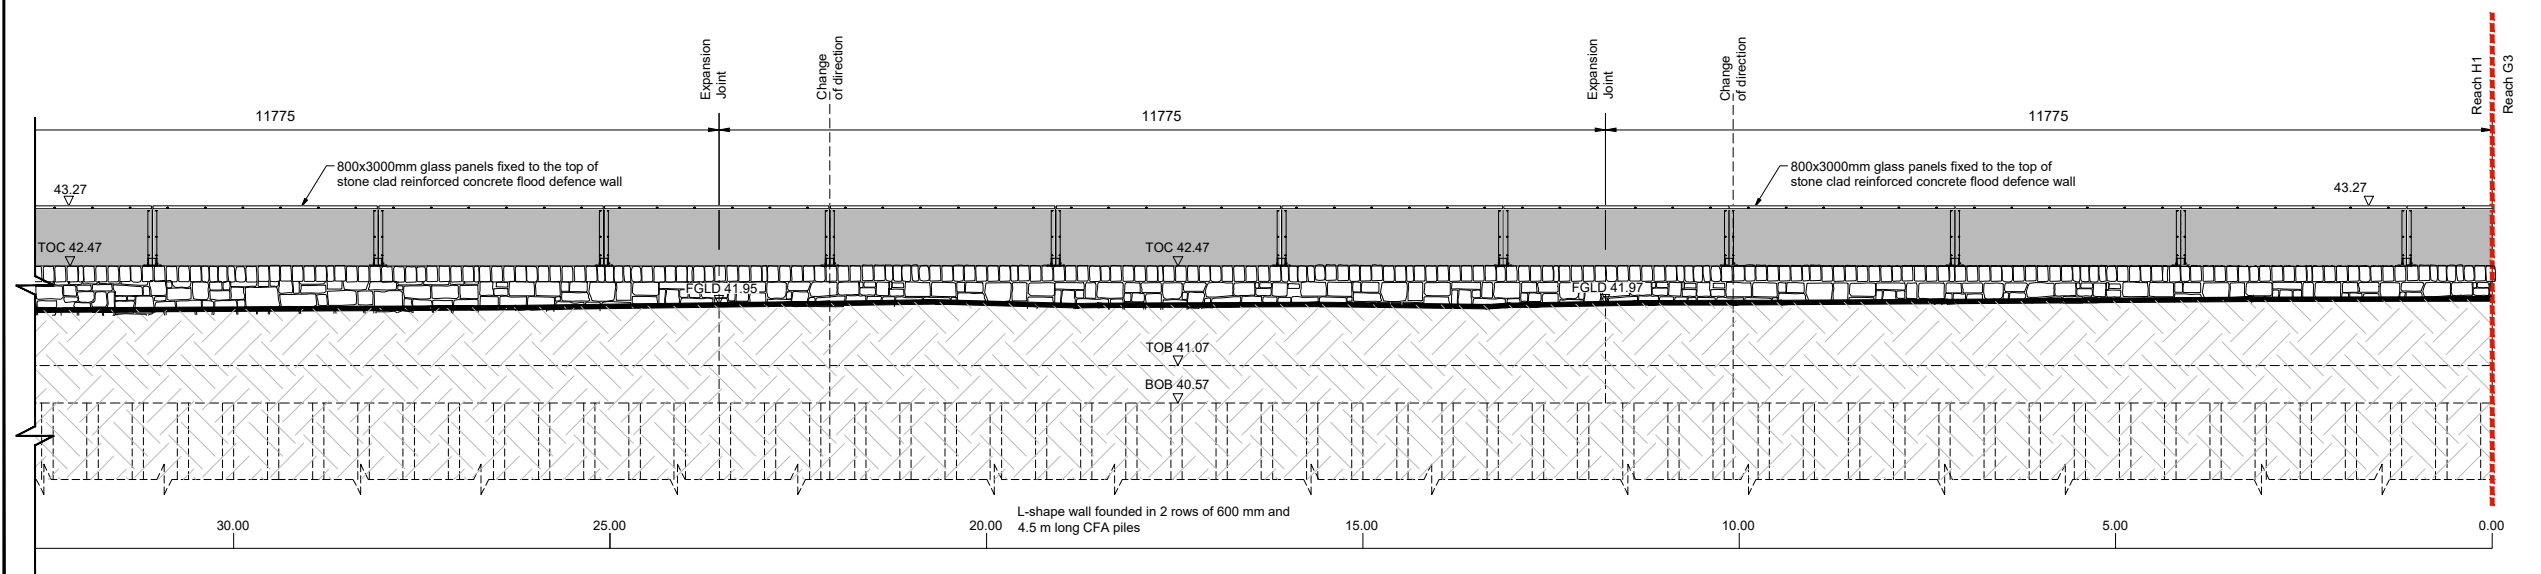 Expansion
Joint
Change
of direction
Expansion
Joint
Change
of direction
Reach H1
Reach G3
11775
11775
11775
800x3000mm glass panels fixed to the top of
stone clad reinforced concrete flood defence wall
800x3000mm glass panels fixed to the top of
stone clad reinforced concrete flood defence wall
43.27
43.27
TOC 42.47
TOC 42.47
FGLD 41.95
FGLD 41.97
TOB 41.07
BOB 40.57
L-shape wall founded in 2 rows of 600 mm and
4.5 m long CFA piles
30.00
25.00
20.00
15.00
10.00
5.00
0.00